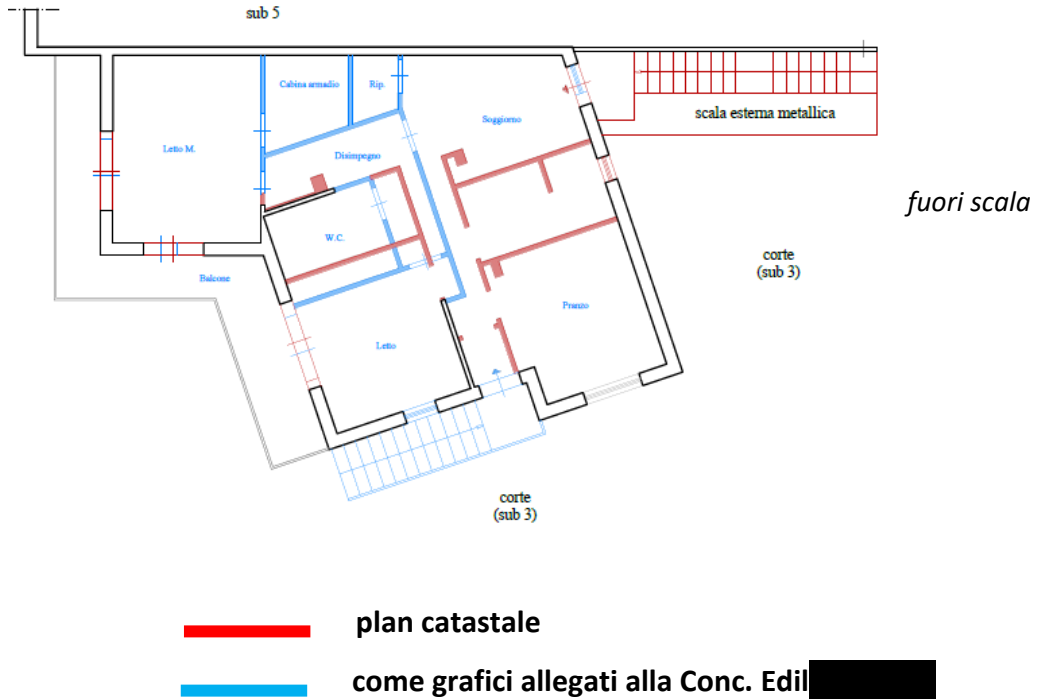 sub 5
Cabina armadio
Rip.
Soggiorno
scala esterna metallica
Letto M.
Disimpegno
fuori scala
W.C.
corte
(sub 3)
Balcone
Pranzo
Letto
corte
(sub 3)
plan catastale
come grafici allegati alla Conc. Edil